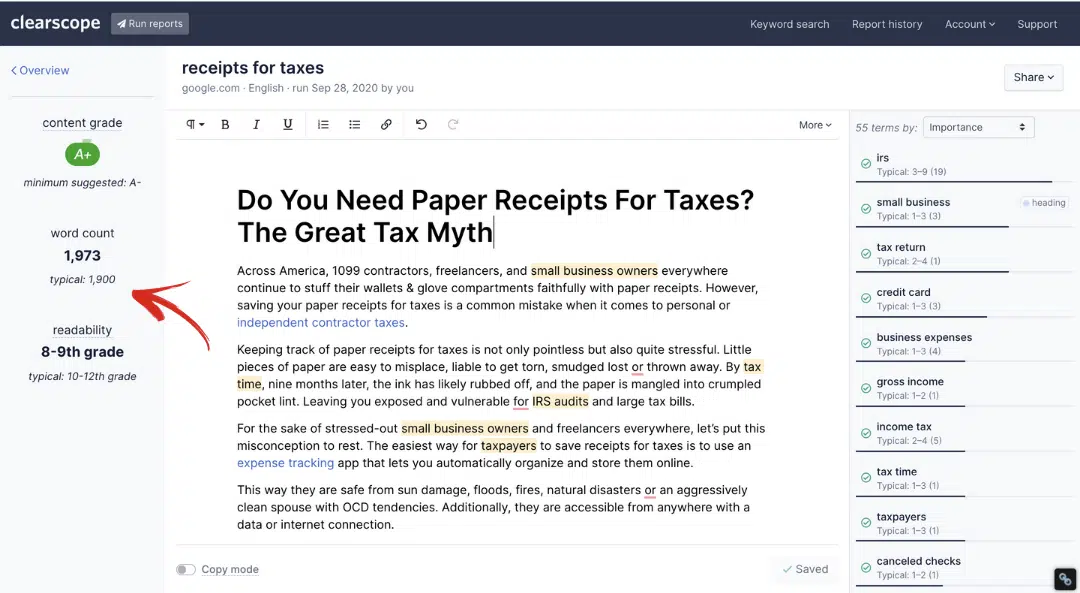 clearscope
Run reports
Keyword search
Report history
Account
Support
Overview
content grade
A+
minimum suggested: A-
word count
1,973
typical: 1,900
readability
8-9th grade
typical: 10-12th grade
receipts for taxes
google.com · English · run Sep 28, 2020 by you
Share
B
I
U
More
Do You Need Paper Receipts For Taxes?
The Great Tax Myth
Across America, 1099 contractors, freelancers, and small business owners everywhere
continue to stuff their wallets & glove compartments faithfully with paper receipts. However,
saving your paper receipts for taxes is a common mistake when it comes to personal or
independent contractor taxes.
Keeping track of paper receipts for taxes is not only pointless but also quite stressful. Little
pieces of paper are easy to misplace, liable to get torn, smudged lost or thrown away. By tax
time, nine months later, the ink has likely rubbed off, and the paper is mangled into crumpled
pocket lint. Leaving you exposed and vulnerable for IRS audits and large tax bills.
For the sake of stressed-out small business owners and freelancers everywhere, let's put this
misconception to rest. The easiest way for taxpayers to save receipts for taxes is to use an
expense tracking app that lets you automatically organize and store them online.
This way they are safe from sun damage, floods, fires, natural disasters or an aggressively
clean spouse with OCD tendencies. Additionally, they are accessible from anywhere with a
data or internet connection.
Copy mode
Saved
55 terms by:
Importance
irs
Typical: 3–9 (19)
small business
heading
Typical: 1–3 (3)
tax return
Typical: 2–4 (1)
credit card
Typical: 1–3 (3)
business expenses
Typical: 1–3 (4)
gross income
Typical: 1–2 (1)
income tax
Typical: 2–4 (5)
tax time
Typical: 1–3 (1)
taxpayers
Typical: 1–3 (1)
canceled checks
Typical: 1–2 (1)